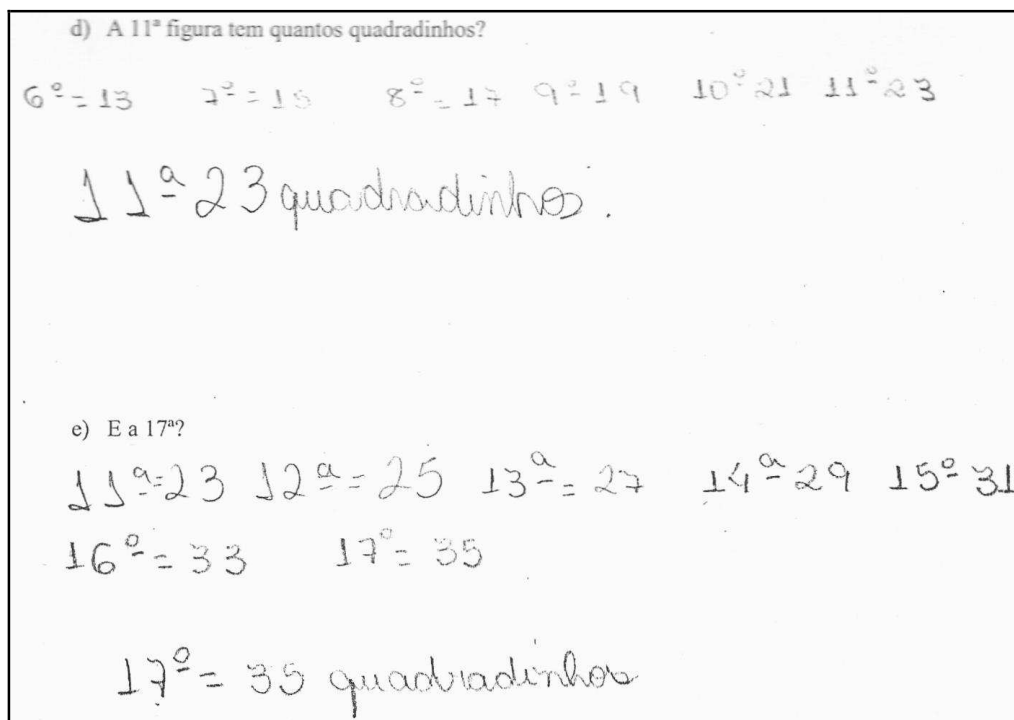 d) A 11ª figura tem quantos quadradinhos?
6º = 13 7º = 15 8º = 17 9º 19 10º 21 11º 23
11ª 23 quadradinhos.
e) E a 17ª?
11ª = 23 12ª = 25 13ª = 27 14ª 29 15º 31
16º = 33 17º = 35
17º = 35 quadradinhos